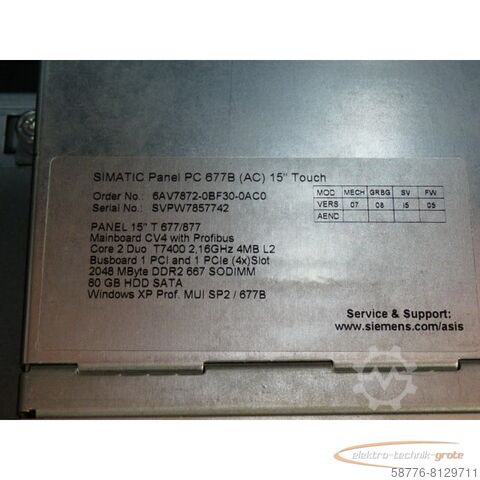 SIMATIC Panel PC 677B (AC) 15" Touch
Order No.: 6AV7872-0BF30-0AC0
Serial No.: SVPW7857742
MOD MECH GRBG SV FW
VERS 07 08 15 05
AEND
PANEL 15" T 677/877
Mainboard CV4 with Profibus
Core 2 Duo T7400 2,16GHz 4MB L2
Busboard 1 PCI and 1 PCIe (4x)Slot
2048 MByte DDR2 667 SODIMM
80 GB HDD SATA
Windows XP Prof. MUI SP2 / 677B
Service & Support:
www.siemens.com/asis
elektro-technik-grote
58776-8129711